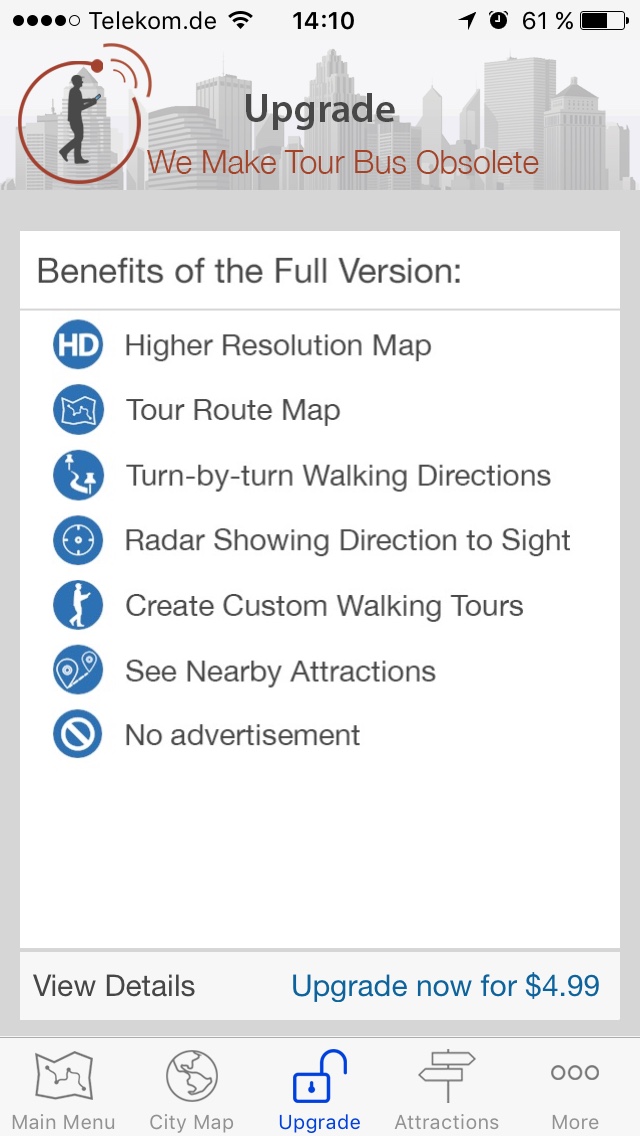 Telekom.de 14:10 61 %
Upgrade
We Make Tour Bus Obsolete
Benefits of the Full Version:
HD Higher Resolution Map
Tour Route Map
Turn-by-turn Walking Directions
Radar Showing Direction to Sight
Create Custom Walking Tours
See Nearby Attractions
No advertisement
View Details Upgrade now for $4.99
Main Menu City Map Upgrade Attractions More